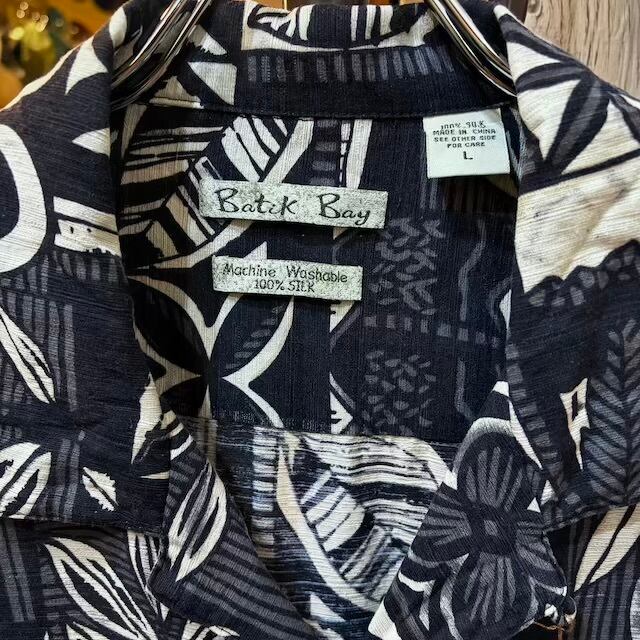 100% SILK
MADE IN CHINA
SEE OTHER SIDE
FOR CARE
L
Batik Bay
Machine Washable
100% SILK